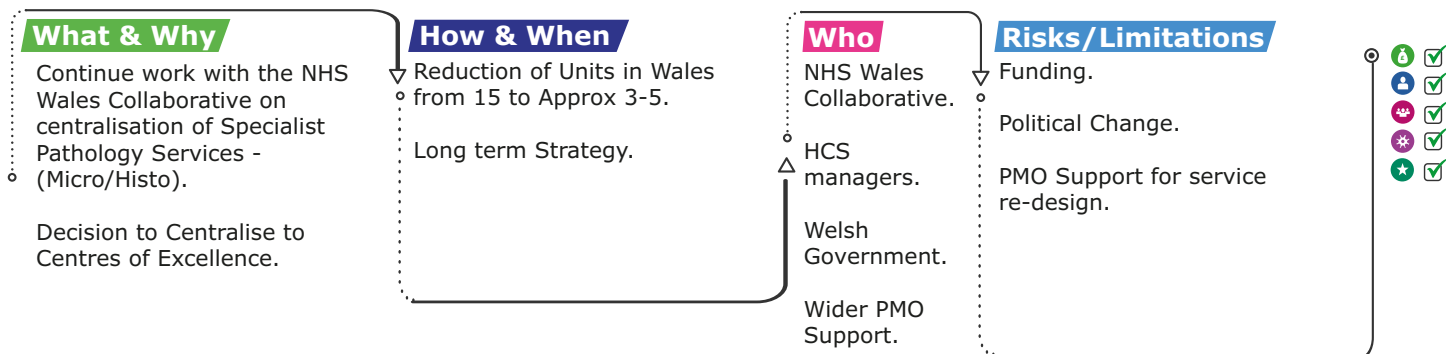 What & Why
Continue work with the NHS
Wales Collaborative on
centralisation of Specialist
Pathology Services -
(Micro/Histo).
Decision to Centralise to
Centres of Excellence.
How & When
Reduction of Units in Wales
from 15 to Approx 3-5.
Long term Strategy.
Who
NHS Wales
Collaborative.
HCS
managers.
Welsh
Government.
Wider PMO
Support.
Risks/Limitations
Funding.
Political Change.
PMO Support for service
re-design.